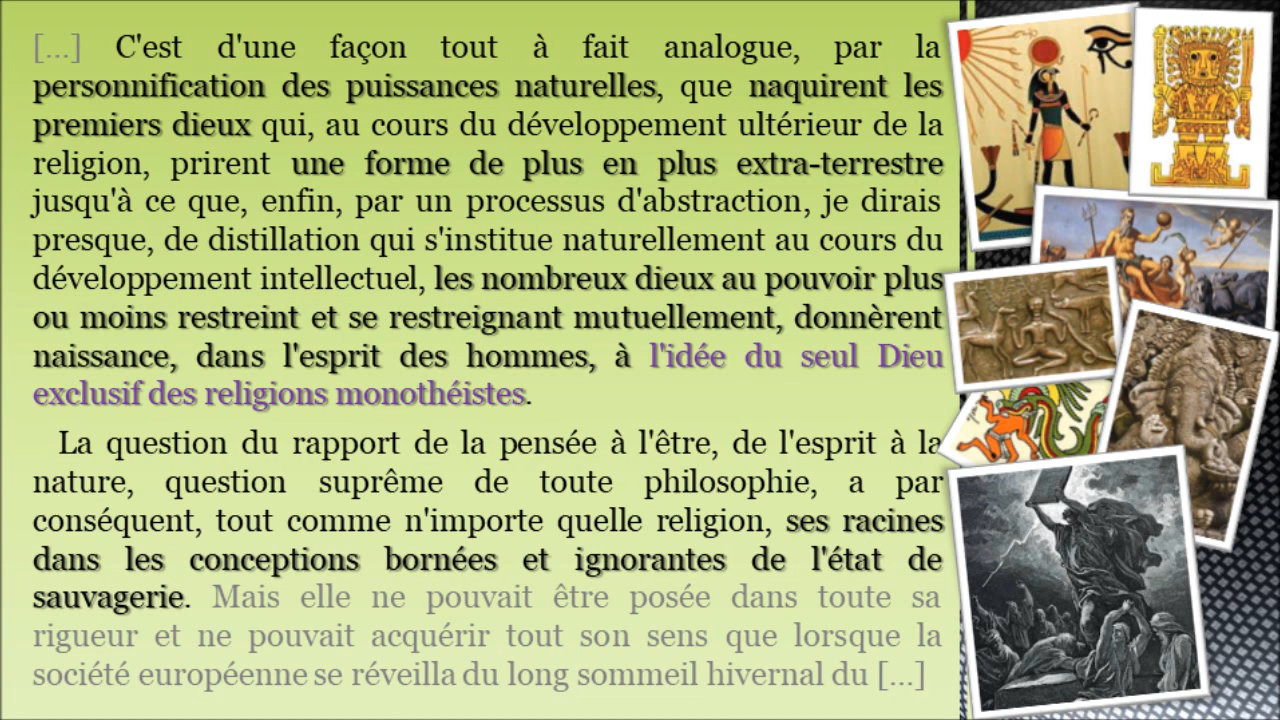 [...] C'est d'une façon tout à fait analogue, par la
personnification des puissances naturelles, que naquirent les
premiers dieux qui, au cours du développement ultérieur de la
religion, prirent une forme de plus en plus extra-terrestre
jusqu'à ce que, enfin, par un processus d'abstraction, je dirais
presque, de distillation qui s'institue naturellement au cours du
développement intellectuel, les nombreux dieux au pouvoir plus
ou moins restreint et se restreignant mutuellement, donnèrent
naissance, dans l'esprit des hommes, à l'idée du seul Dieu
exclusif des religions monothéistes.
La question du rapport de la pensée à l'être, de l'esprit à la
nature, question suprême de toute philosophie, a par
conséquent, tout comme n'importe quelle religion, ses racines
dans les conceptions bornées et ignorantes de l'état de
sauvagerie. Mais elle ne pouvait être posée dans toute sa
rigueur et ne pouvait acquérir tout son sens que lorsque la
société européenne se réveilla du long sommeil hivernal du [...]